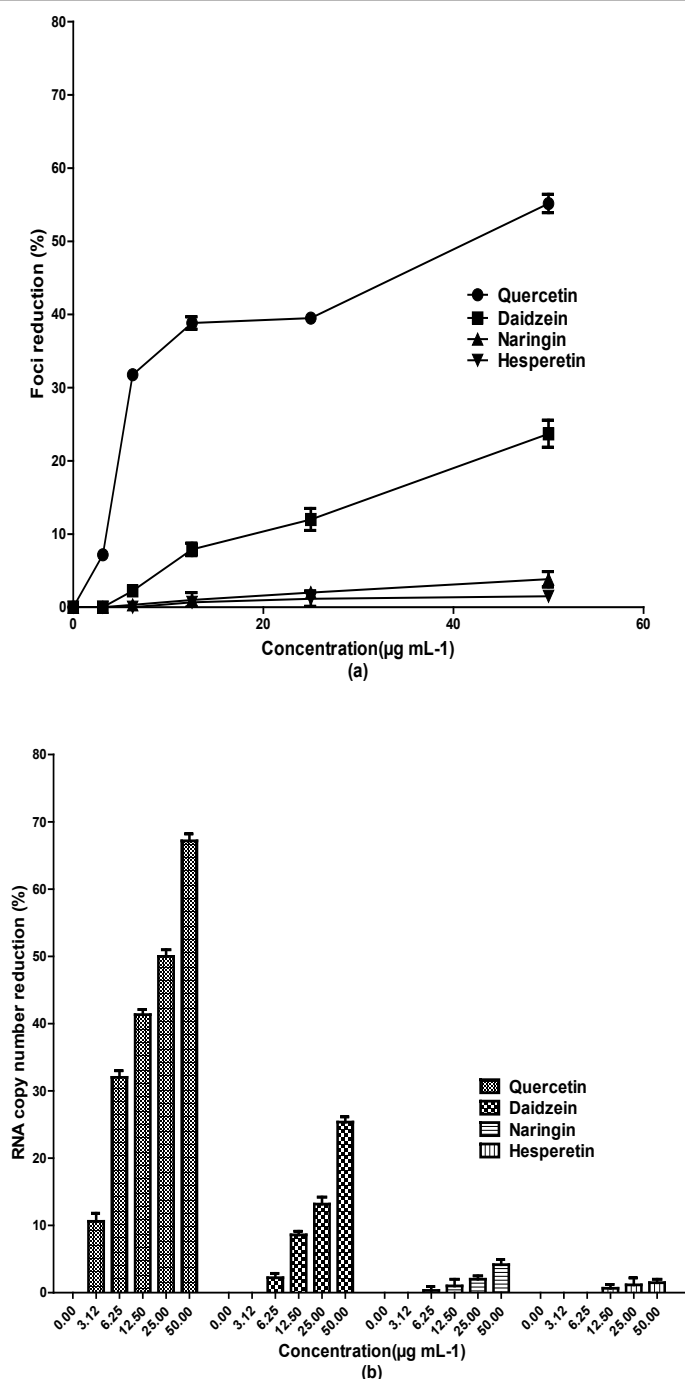 80
70
60
50
40
30
20
10
0
Foci reduction (%)
Quercetin
Daidzein
Naringin
Hesperetin
0 20 40 60
Concentration(µg mL-1)
(a)
80
70
60
50
40
30
20
10
0
RNA copy number reduction (%)
Quercetin
Daidzein
Naringin
Hesperetin
0.00 3.12 6.25 12.50 25.00 50.00 0.00 3.12 6.25 12.50 25.00 50.00 0.00 3.12 6.25 12.50 25.00 50.00 0.00 3.12 6.25 12.50 25.00 50.00
Concentration(µg mL-1)
(b)